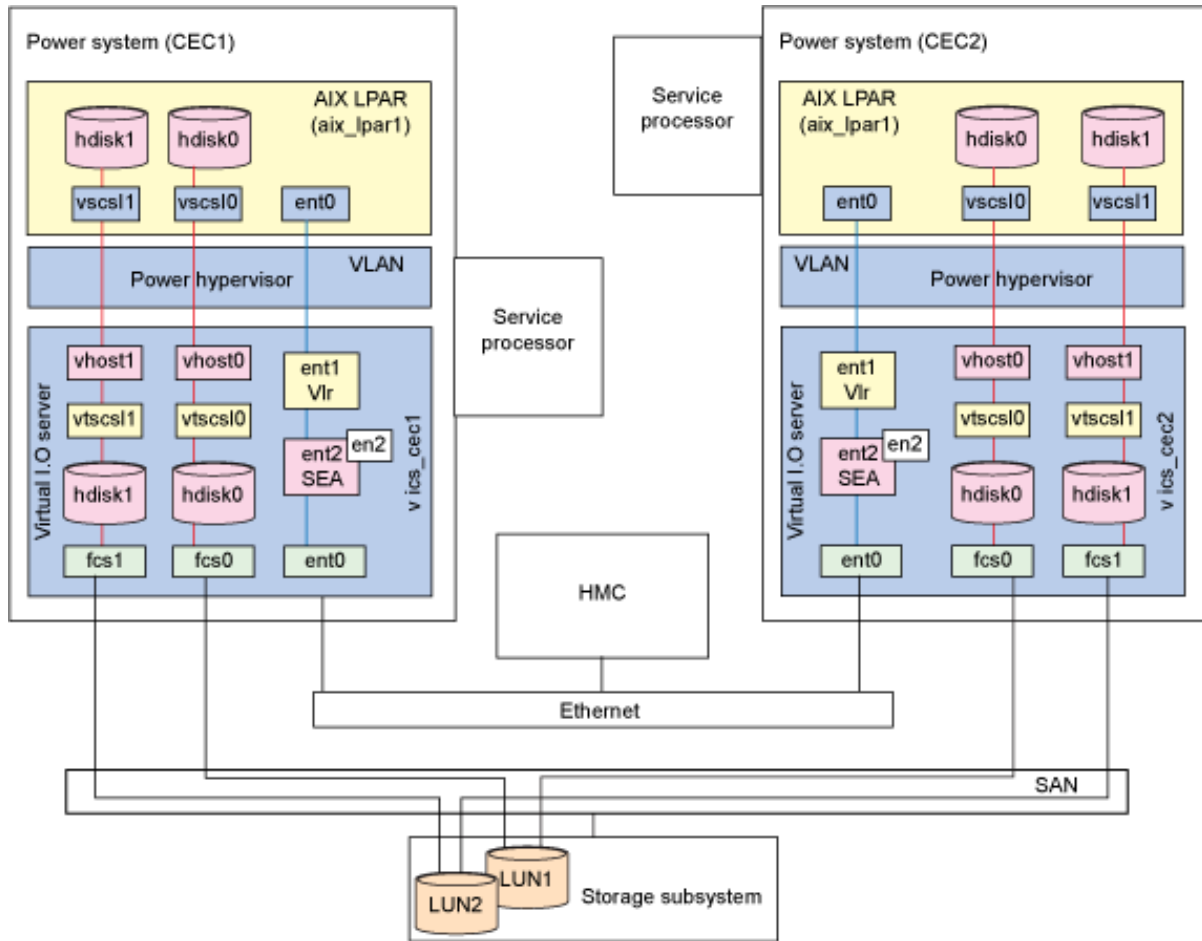 Power system (CEC1)
AIX LPAR
(aix_lpar1)
hdisk1
hdisk0
vscsl1
vscsl0
ent0
VLAN
Power hypervisor
Virtual I.O server
vhost1
vhost0
ent1
Vlr
vtscsl1
vtscsl0
en2
ent2
SEA
hdisk1
hdisk0
v ics_cec1
fcs1
fcs0
ent0
Service
processor
Service
processor
Power system (CEC2)
AIX LPAR
(aix_lpar1)
hdisk0
hdisk1
ent0
vscsl0
vscsl1
VLAN
Power hypervisor
Virtual I.O server
ent1
Vlr
vhost0
vhost1
vtscsl0
vtscsl1
en2
ent2
SEA
hdisk0
hdisk1
v ics_cec2
ent0
fcs0
fcs1
HMC
Ethernet
SAN
LUN1
LUN2
Storage subsystem